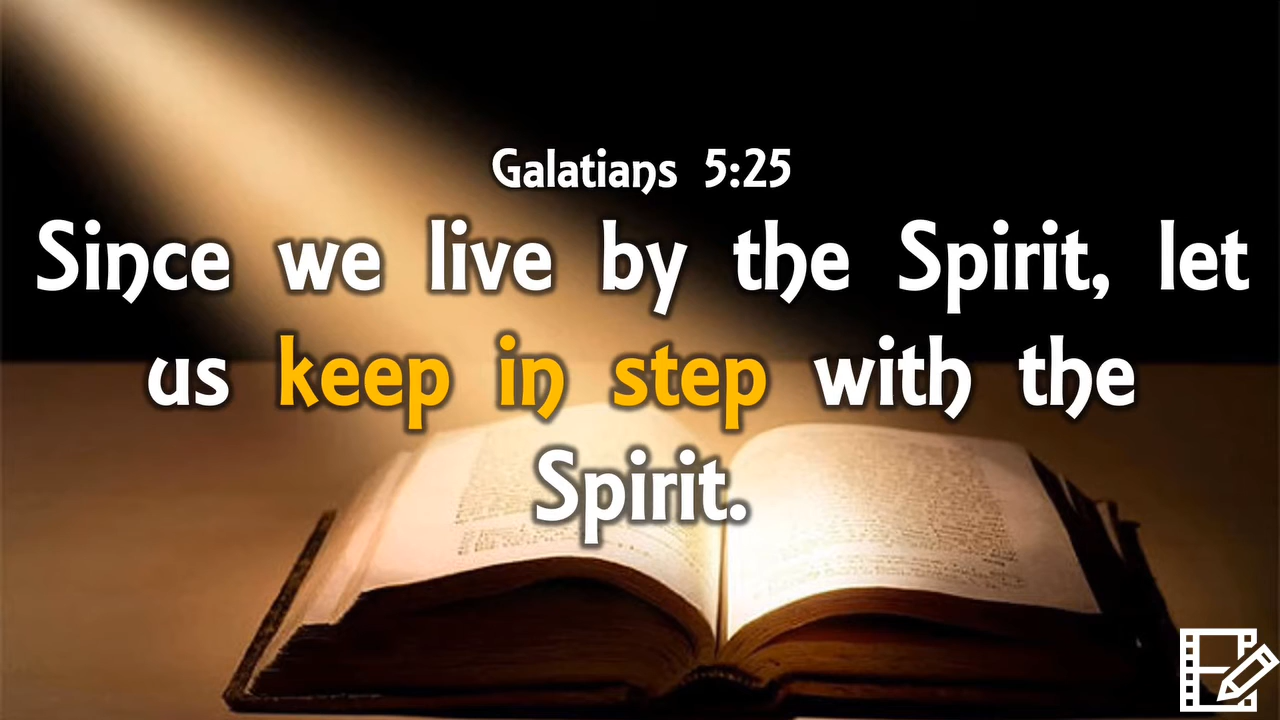 Galatians 5:25
Since we live by the Spirit, let
us keep in step with the
Spirit.